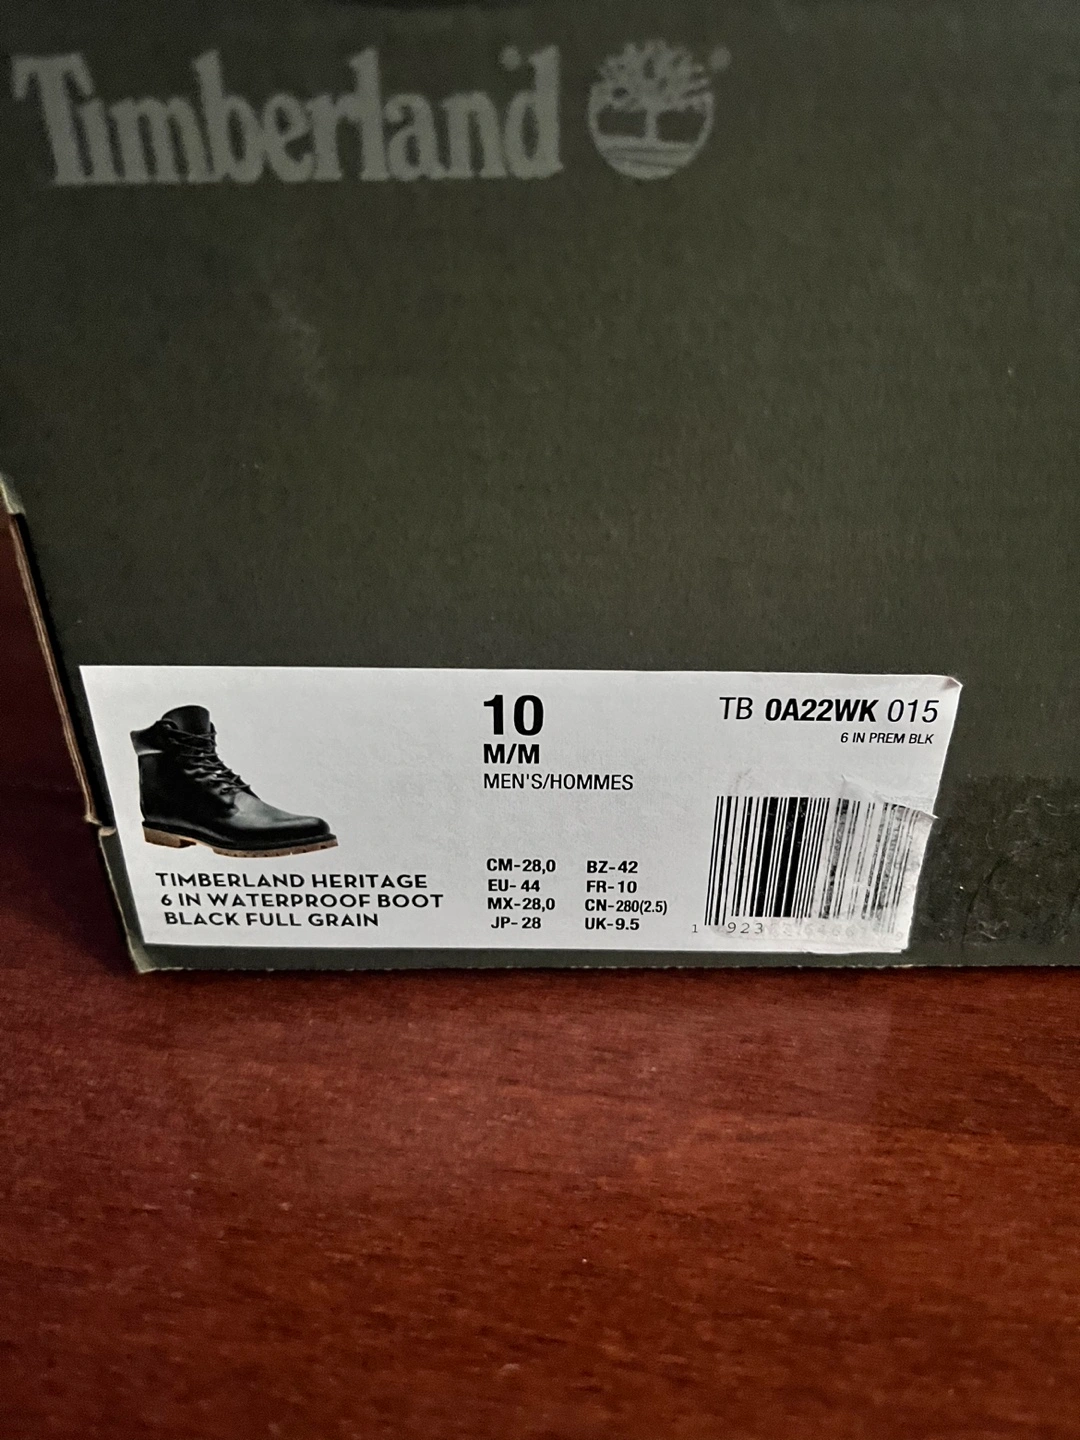 Timberland
10
M/M
MEN'S/HOMMES
TB 0A22WK 015
6 IN PREM BLK
TIMBERLAND HERITAGE
6 IN WATERPROOF BOOT
BLACK FULL GRAIN
CM-28,0 BZ-42
EU-44 FR-10
MX-28,0 CN-280(2.5)
JP-28 UK-9.5
1 923